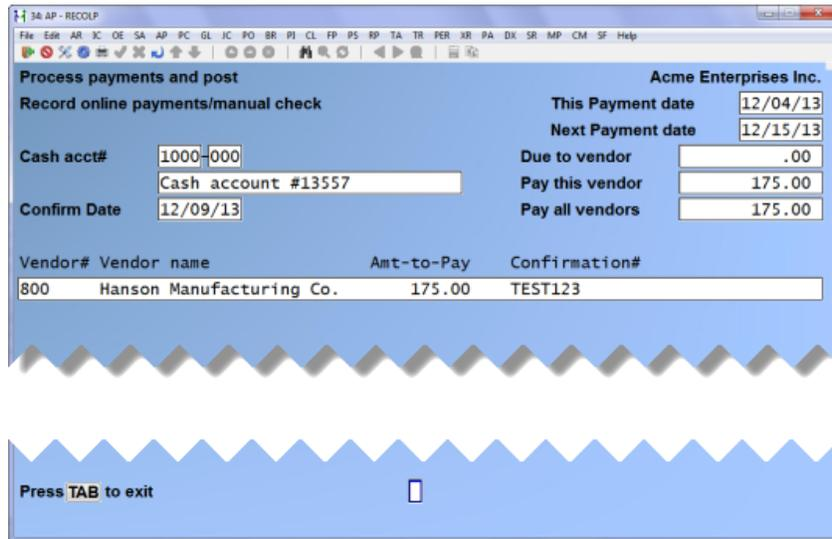 34: AP - RECOLP
File Edit AR IC OE SA AP PC GL JC PO BR PI CL FP PS RP TA TR PER XR PA DX SR MP CM SF Help
Process payments and post Acme Enterprises Inc.
Record online payments/manual check This Payment date 12/04/13
Next Payment date 12/15/13
Cash acct# 1000-000 Due to vendor .00
Cash account #13557 Pay this vendor 175.00
Confirm Date 12/09/13 Pay all vendors 175.00
Vendor# Vendor name Amt-to-Pay Confirmation#
800 Hanson Manufacturing Co. 175.00 TEST123
Press TAB to exit